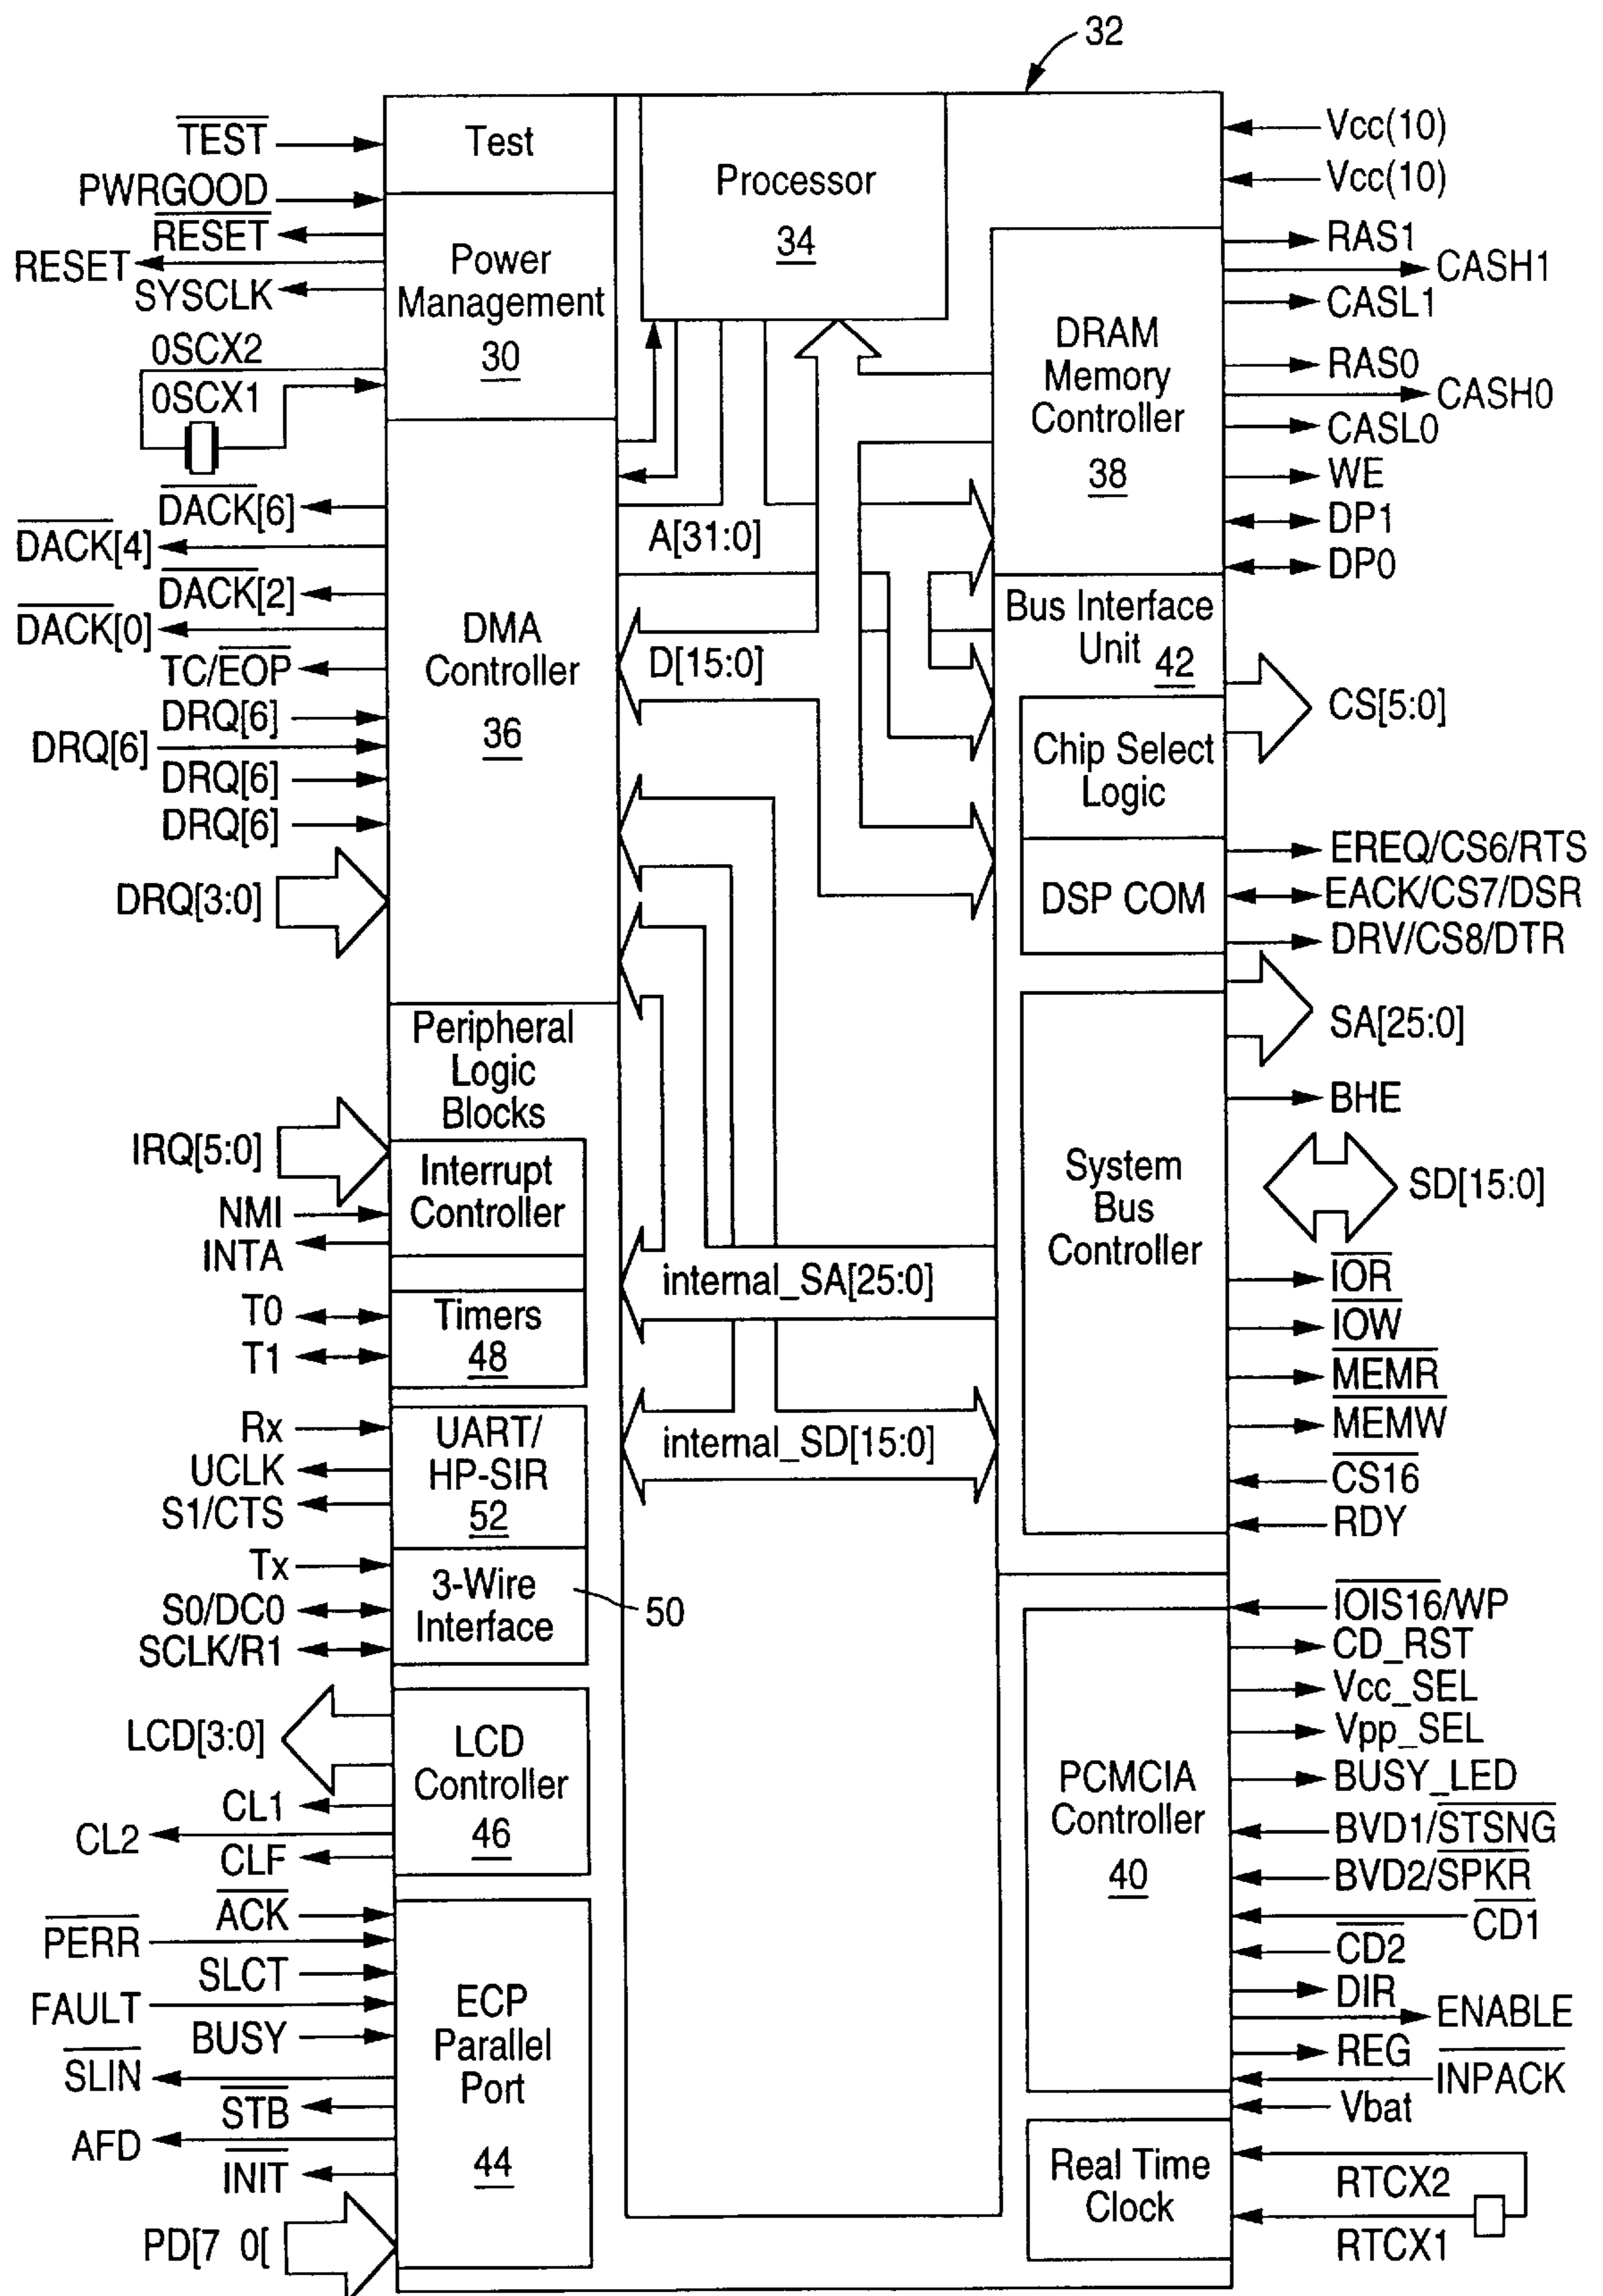 32
TEST
PWRGOOD
RESET
RESET
SYSCLK
0SCX2
0SCX1
DACK[6]
DACK[4]
DACK[2]
DACK[0]
TC/EOP
DRQ[6]
DRQ[6]
DRQ[6]
DRQ[6]
DRQ[3:0]
IRQ[5:0]
NMI
INTA
T0
T1
Rx
UCLK
S1/CTS
Tx
S0/DC0
SCLK/R1
LCD[3:0]
CL1
CL2
CLF
ACK
PERR
SLCT
FAULT
BUSY
SLIN
STB
AFD
INIT
PD[7 0[
Test
Power
Management
30
DMA
Controller
36
Peripheral
Logic
Blocks
Interrupt
Controller
Timers
48
UART/
HP-SIR
52
3-Wire
Interface
50
LCD
Controller
46
ECP
Parallel
Port
44
Processor
34
A[31:0]
D[15:0]
internal_SA[25:0]
internal_SD[15:0]
DRAM
Memory
Controller
38
Bus Interface
Unit 42
Chip Select
Logic
DSP COM
System
Bus
Controller
PCMCIA
Controller
40
Real Time
Clock
Vcc(10)
Vcc(10)
RAS1
CASH1
CASL1
RAS0
CASH0
CASL0
WE
DP1
DP0
CS[5:0]
EREQ/CS6/RTS
EACK/CS7/DSR
DRV/CS8/DTR
SA[25:0]
BHE
SD[15:0]
IOR
IOW
MEMR
MEMW
CS16
RDY
IOIS16/WP
CD_RST
Vcc_SEL
Vpp_SEL
BUSY_LED
BVD1/STSNG
BVD2/SPKR
CD1
CD2
DIR
ENABLE
REG
INPACK
Vbat
RTCX2
RTCX1